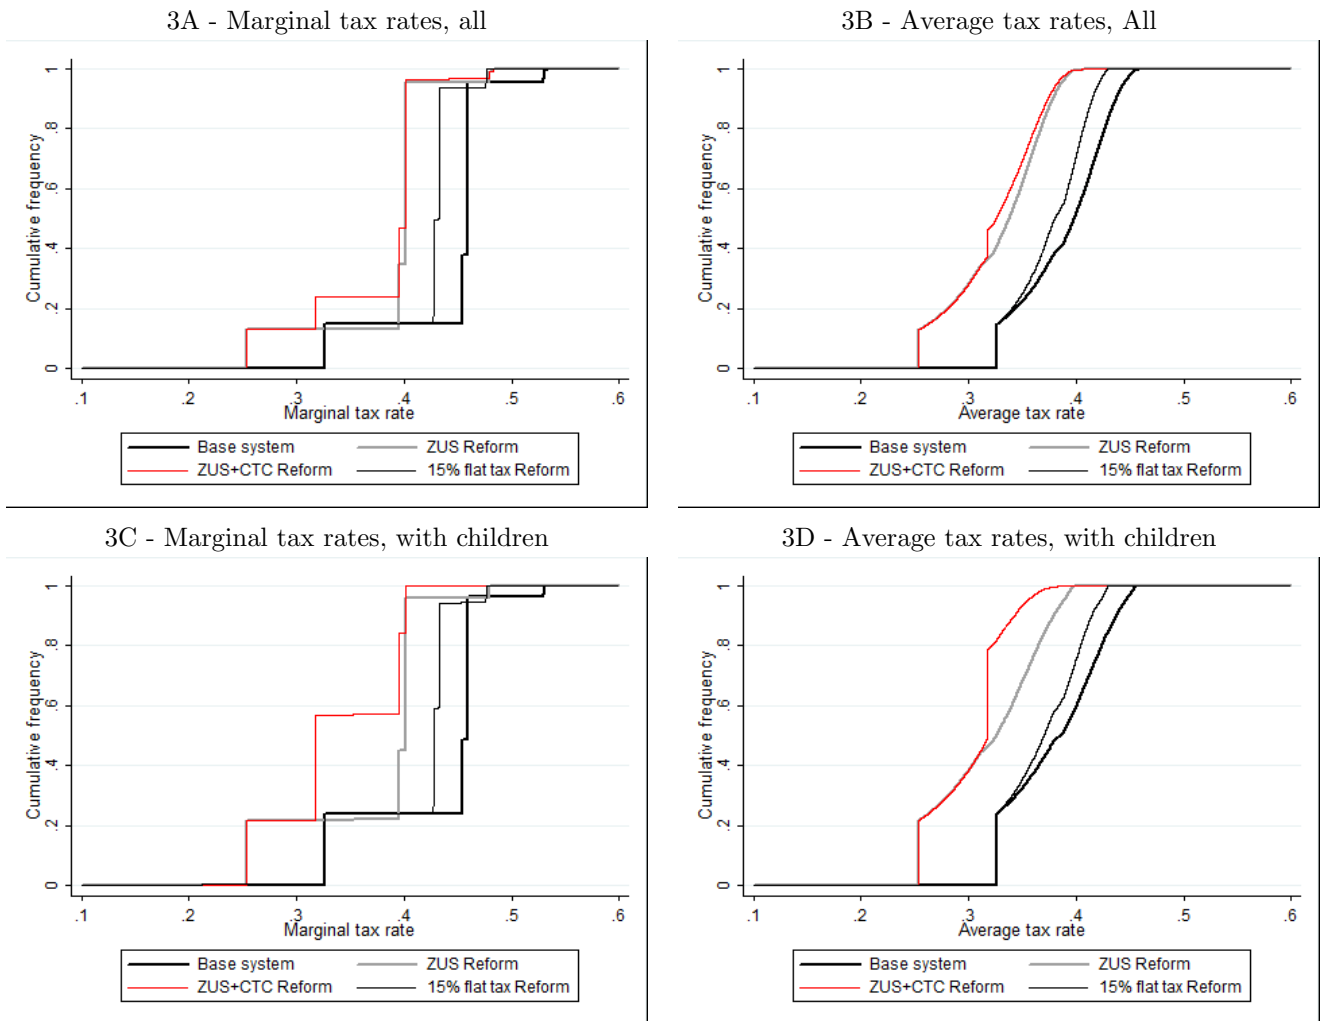 3A - Marginal tax rates, all
Cumulative frequency
1
.8
.6
.4
.2
0
.1 .2 .3 .4 .5 .6
Marginal tax rate
Base system ZUS Reform
ZUS+CTC Reform 15% flat tax Reform
3B - Average tax rates, All
Cumulative frequency
1
.8
.6
.4
.2
0
.1 .2 .3 .4 .5 .6
Average tax rate
Base system ZUS Reform
ZUS+CTC Reform 15% flat tax Reform
3C - Marginal tax rates, with children
Cumulative frequency
1
.8
.6
.4
.2
0
.1 .2 .3 .4 .5 .6
Marginal tax rate
Base system ZUS Reform
ZUS+CTC Reform 15% flat tax Reform
3D - Average tax rates, with children
Cumulative frequency
1
.8
.6
.4
.2
0
.1 .2 .3 .4 .5 .6
Average tax rate
Base system ZUS Reform
ZUS+CTC Reform 15% flat tax Reform